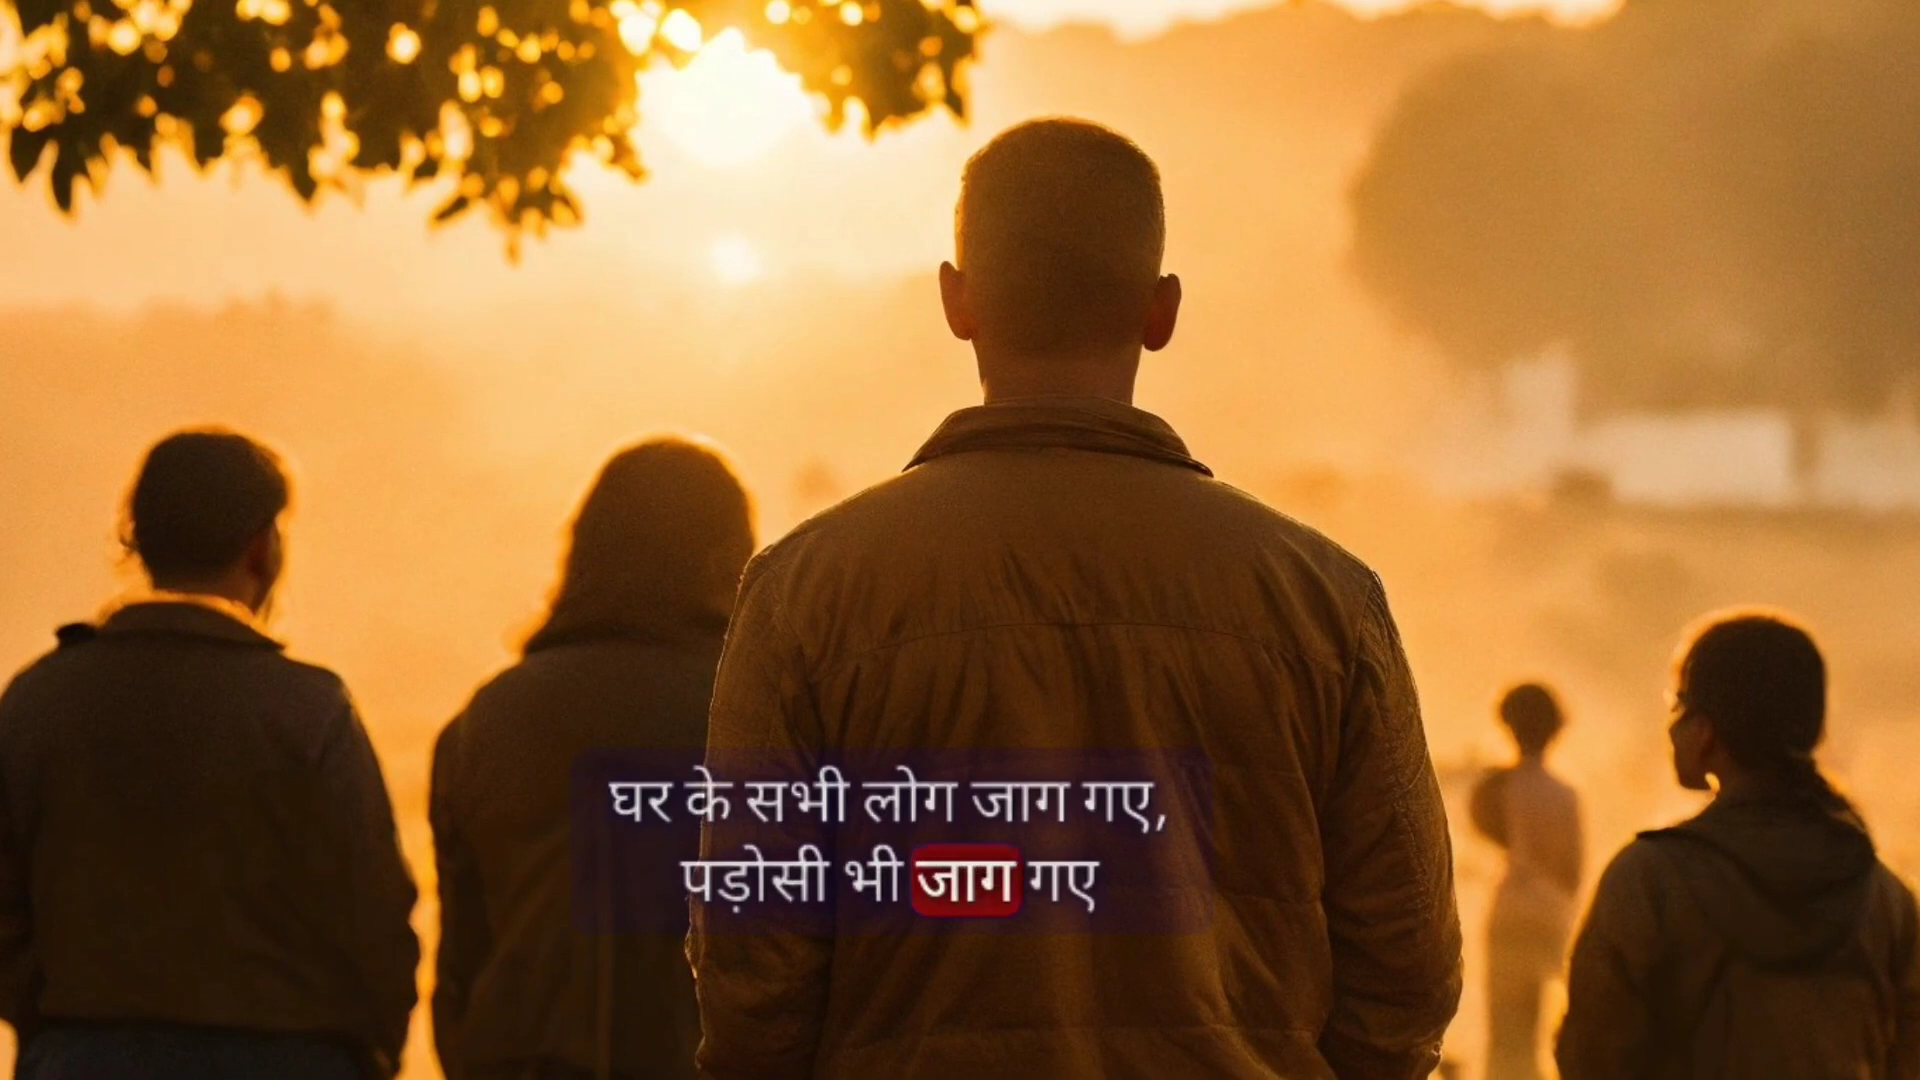 घर के सभी लोग जाग गए,
पड़ोसी भी जाग गए